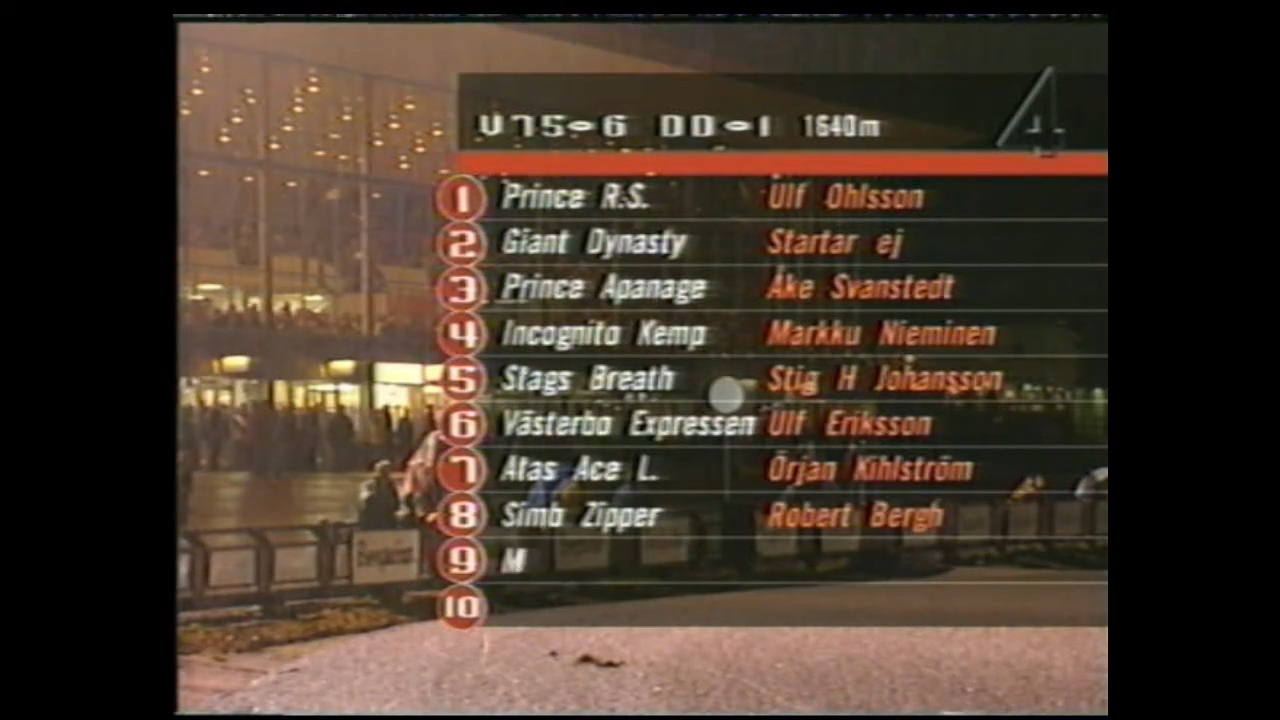 V75-6 DD-1 1640m
4
1 Prince R.S. Ulf Ohlsson
2 Giant Dynasty Startar ej
3 Prince Apanage Åke Svanstedt
4 Incognito Kemp Markku Nieminen
5 Stags Breath Stig H Johansson
6 Västerbo Expressen Ulf Eriksson
7 Atas Ace L. Örjan Kihlström
8 Simb Zipper Robert Bergh
9 M
10